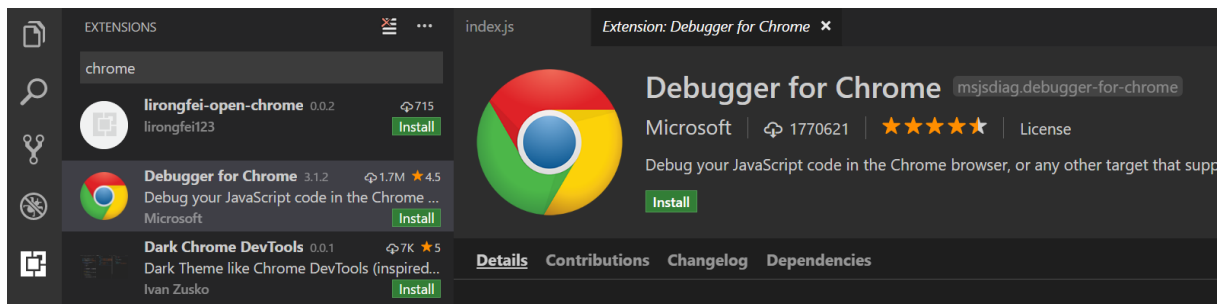 EXTENSIONS
chrome
lirongfei-open-chrome 0.0.2 715
lirongfei123 Install
Debugger for Chrome 3.1.2 1.7M ★ 4.5
Debug your JavaScript code in the Chrome ...
Microsoft Install
Dark Chrome DevTools 0.0.1 7K ★ 5
Dark Theme like Chrome DevTools (inspired...
Ivan Zusko Install
index.js Extension: Debugger for Chrome
Debugger for Chrome msjsdiag.debugger-for-chrome
Microsoft 1770621 License
Debug your JavaScript code in the Chrome browser, or any other target that supp
Install
Details Contributions Changelog Dependencies